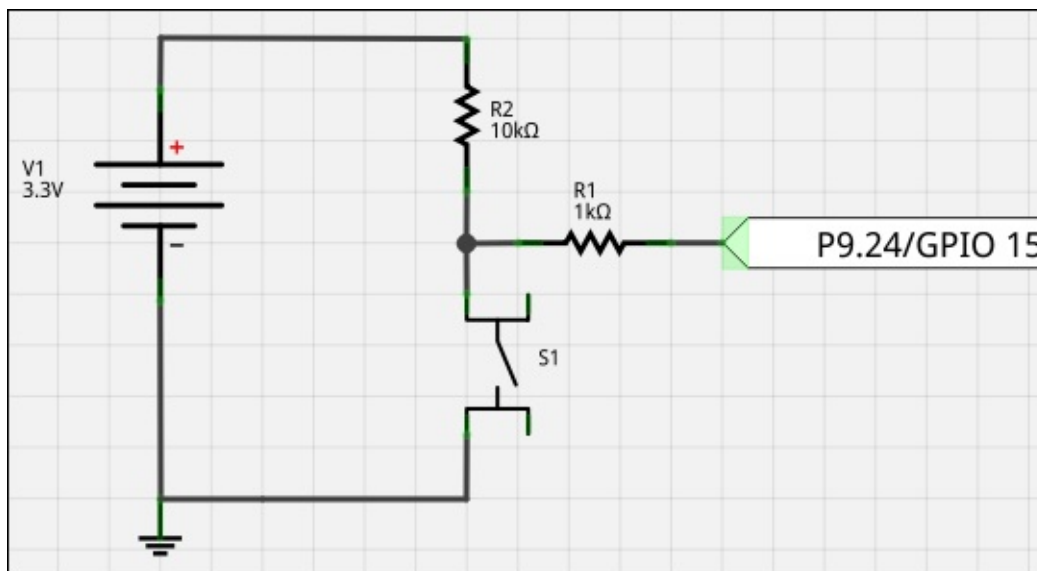 R2
10kΩ
+
V1
3.3V
R1
1kΩ
−
P9.24/GPIO 15
S1